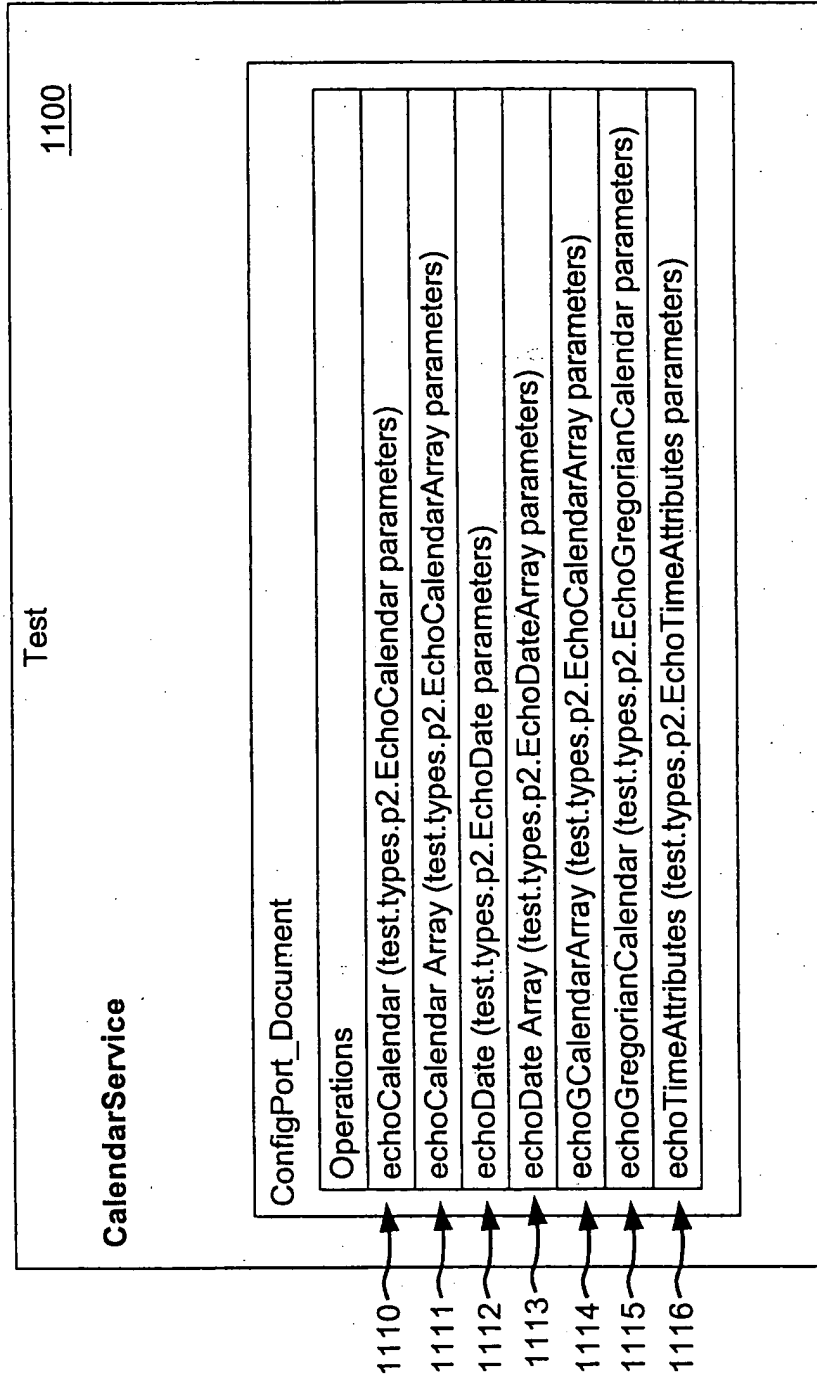 Test
1100
CalendarService
ConfigPort_Document
Operations
1110 echoCalendar (test.types.p2.EchoCalendar parameters)
1111 echoCalendar Array (test.types.p2.EchoCalendarArray parameters)
1112 echoDate (test.types.p2.EchoDate parameters)
1113 echoDate Array (test.types.p2.EchoDateArray parameters)
1114 echoGCalendarArray (test.types.p2.EchoCalendarArray parameters)
1115 echoGregorianCalendar (test.types.p2.EchoGregorianCalendar parameters)
1116 echoTimeAttributes (test.types.p2.EchoTimeAttributes parameters)